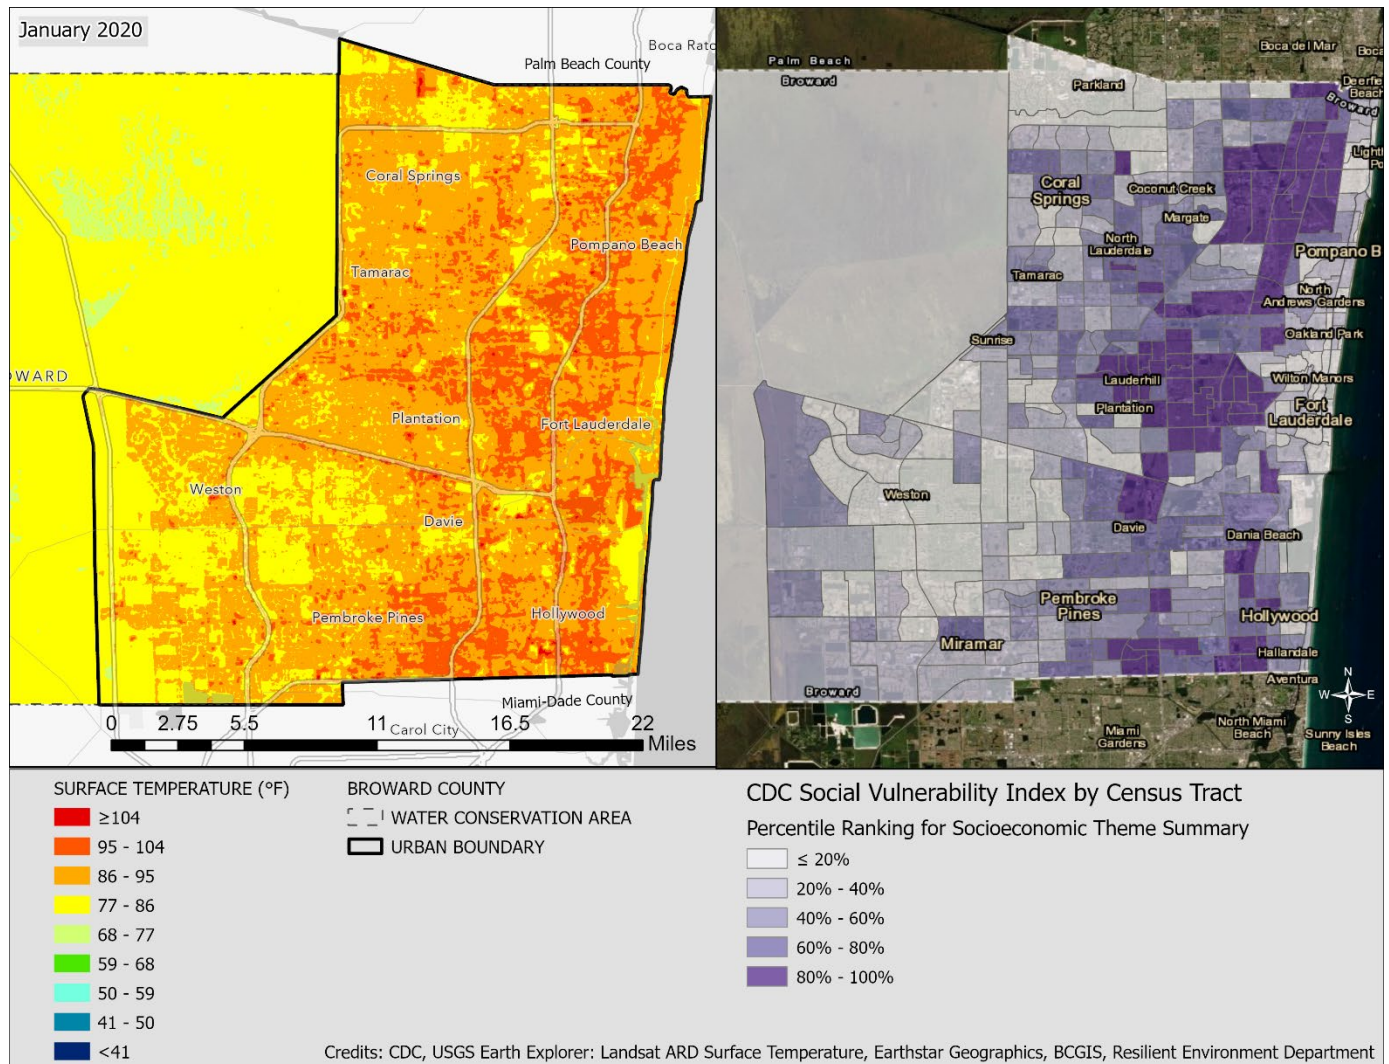 January 2020
Boca Rato
Palm Beach County
Coral Springs
Pompano Beach
Tamarac
OWARD
Plantation
Fort Lauderdale
Weston
Davie
Pembroke Pines
Hollywood
Miami-Dade County
0 2.75 5.5 11 16.5 22
Miles
Carol City
Boca del Mar
Boca
Palm Beach
Broward
Parkland
Deerfie
Beach
Broward
Lighth
Po
Coral
Springs
Coconut Creek
Margate
North
Lauderdale
Pompano B
Tamarac
North
Andrews Gardens
Sunrise
Oakland Park
Lauderhill
Wilton Manors
Plantation
Fort
Lauderdale
Weston
Davie
Dania Beach
Pembroke
Pines
Hollywood
Miramar
Hallandale
Aventura
Broward
N
W E
S
Miami
Gardens
North Miami
Beach
Sunny Isles
Beach
SURFACE TEMPERATURE (°F)
≥104
95 - 104
86 - 95
77 - 86
68 - 77
59 - 68
50 - 59
41 - 50
<41
BROWARD COUNTY
WATER CONSERVATION AREA
URBAN BOUNDARY
CDC Social Vulnerability Index by Census Tract
Percentile Ranking for Socioeconomic Theme Summary
≤ 20%
20% - 40%
40% - 60%
60% - 80%
80% - 100%
Credits: CDC, USGS Earth Explorer: Landsat ARD Surface Temperature, Earthstar Geographics, BCGIS, Resilient Environment Department